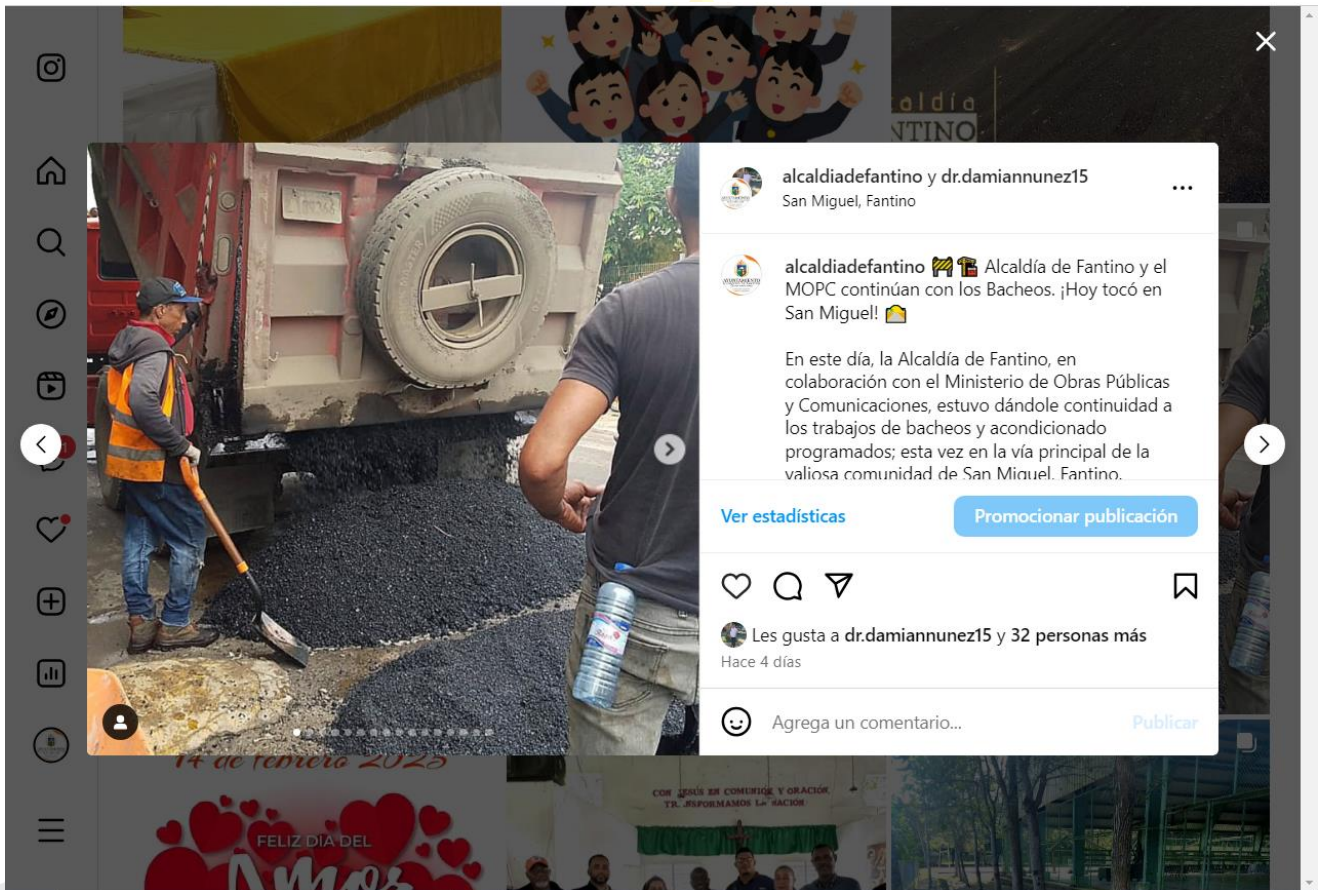 aldía
NTINO
alcaldiadefantino y dr.damiannunez15
San Miguel, Fantino
alcaldiadefantino 🚧🏗 Alcaldía de Fantino y el
MOPC continúan con los Bacheos. ¡Hoy tocó en
San Miguel!
En este día, la Alcaldía de Fantino, en
colaboración con el Ministerio de Obras Públicas
y Comunicaciones, estuvo dándole continuidad a
los trabajos de bacheos y acondicionado
programados; esta vez en la vía principal de la
valiosa comunidad de San Miguel, Fantino.
Ver estadísticas
Promocionar publicación
Les gusta a dr.damiannunez15 y 32 personas más
Hace 4 días
Agrega un comentario...
Publicar
14 de febrero 2025
FELIZ DÍA DEL
Amor
CON JESÚS EN COMUNIÓN Y ORACIÓN
TRANSFORMAMOS LA NACIÓN